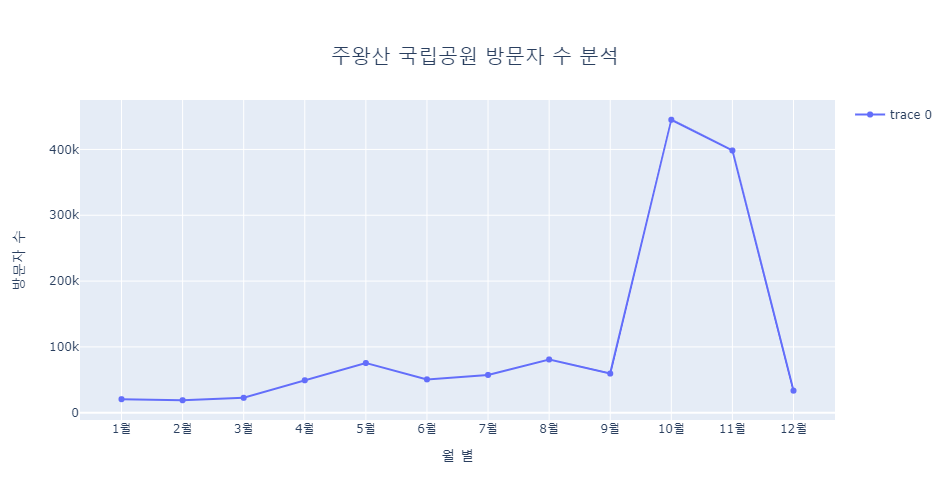 주왕산 국립공원 방문자 수 분석
trace 0
400k
300k
200k
100k
0
방문자 수
1월 2월 3월 4월 5월 6월 7월 8월 9월 10월 11월 12월
월 별